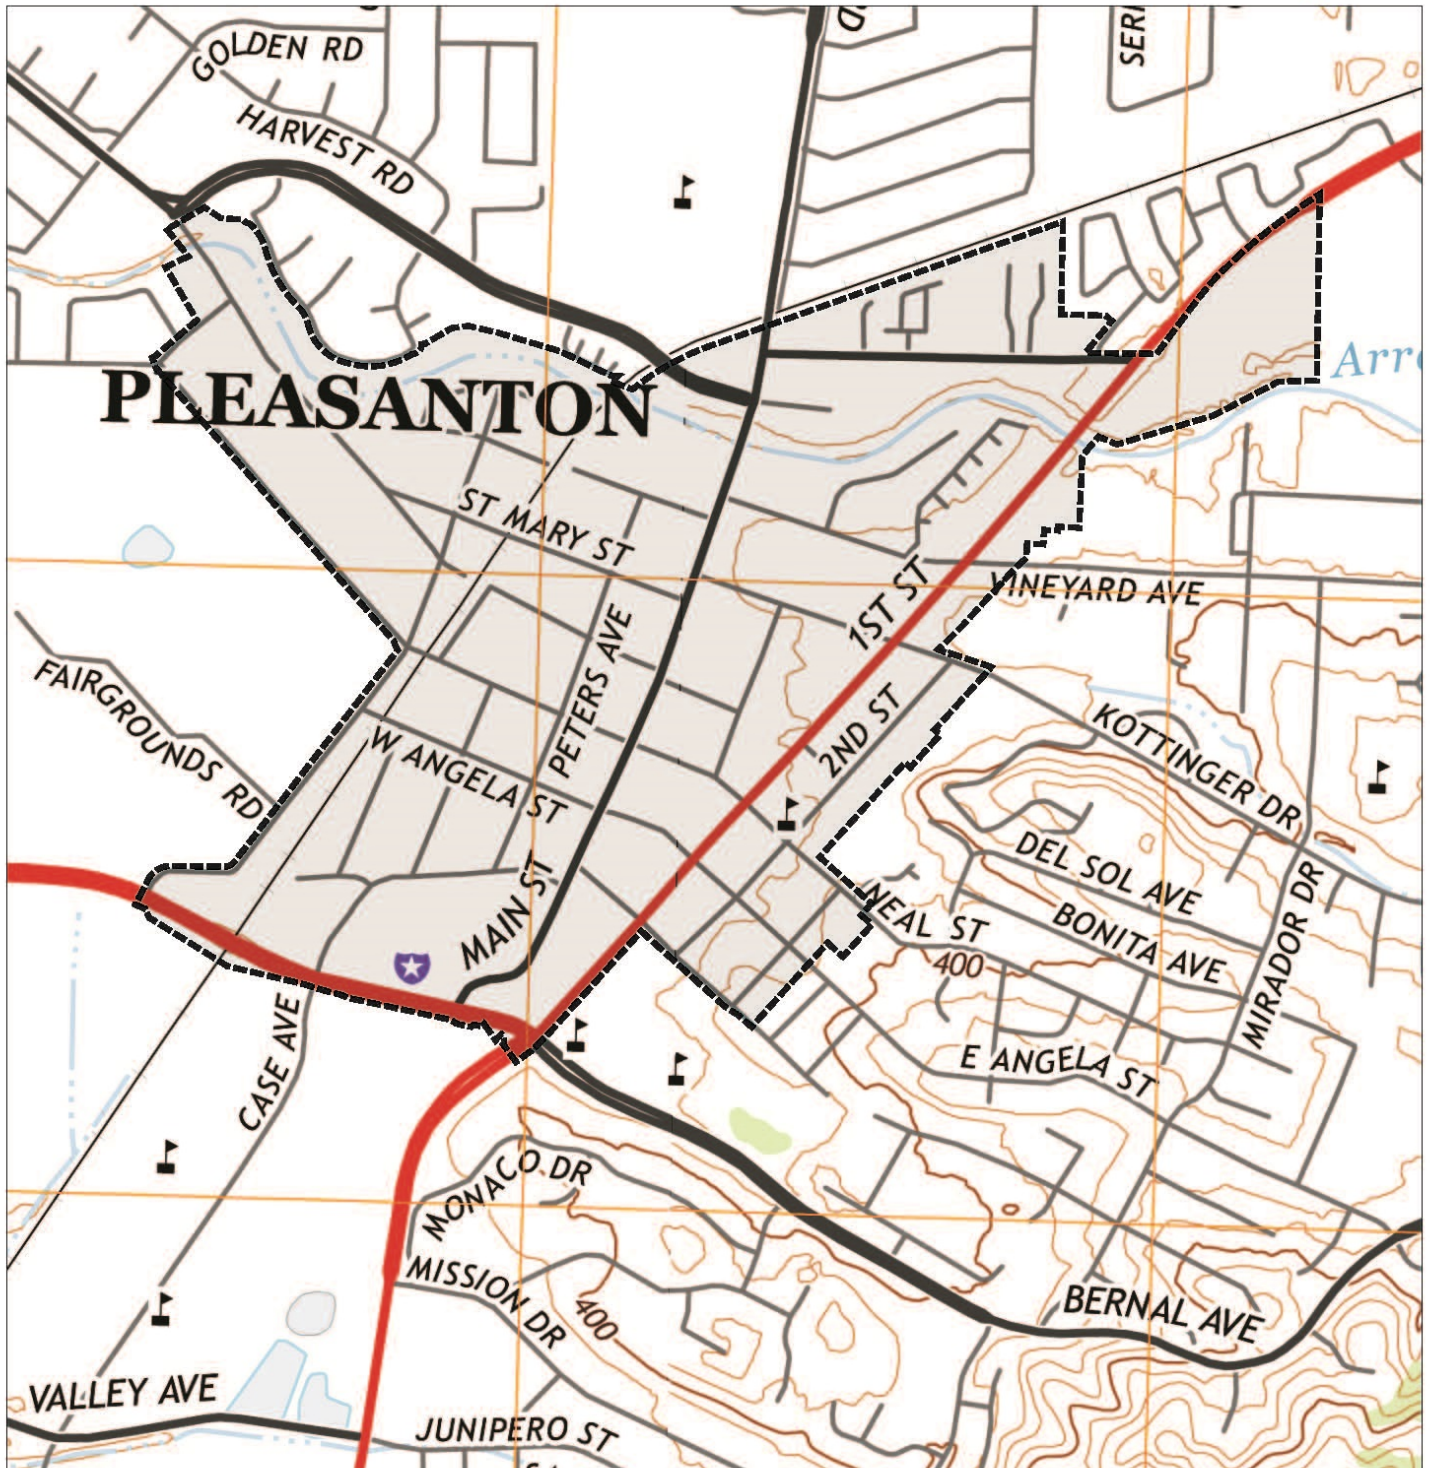 GOLDEN RD
SERI
HARVEST RD
Arro
PLEASANTON
ST MARY ST
VINEYARD AVE
1ST ST
PETERS AVE
FAIRGROUNDS RD
2ND ST
KOTTINGER DR
W ANGELA ST
DEL SOL AVE
MAIN ST
NEAL ST
BONITA AVE
400
MIRADOR DR
CASE AVE
E ANGELA ST
MONACO DR
MISSION DR
400
BERNAL AVE
VALLEY AVE
JUNIPERO ST